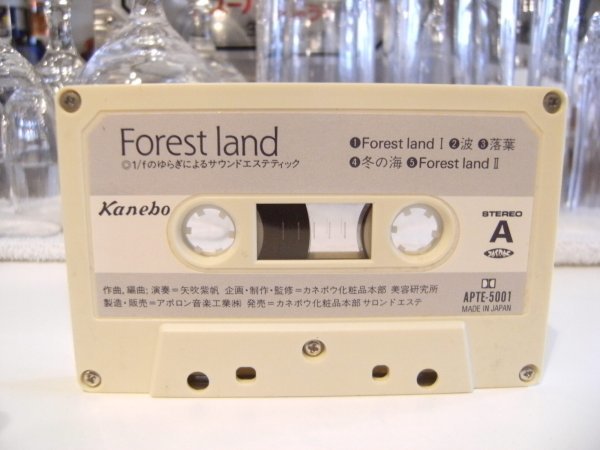 Forest land
◎1/fのゆらぎによるサウンドエステティック
❶Forest land Ⅰ ❷波 ❸落葉
❹冬の海 ❺Forest land Ⅱ
Kanebo
STEREO
A
作曲,編曲,演奏=矢吹紫帆 企画・制作・監修=カネボウ化粧品本部 美容研究所
製造・販売=アポロン音楽工業㈱ 発売=カネボウ化粧品本部 サロンドエステ
APTE-5001
MADE IN JAPAN